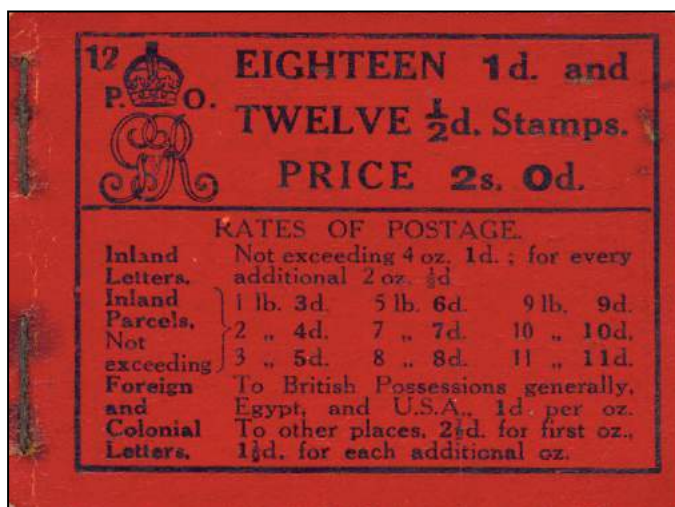 12
P. O.
GR
EIGHTEEN 1d. and
TWELVE ½d. Stamps.
PRICE 2s. 0d.
RATES OF POSTAGE.
Inland Letters. Not exceeding 4 oz. 1d. ; for every
additional 2 oz. ½d
Inland Parcels, Not exceeding
1 lb. 3d. 5 lb. 6d. 9 lb. 9d.
2 „ 4d. 7 „ 7d. 10 „ 10d.
3 „ 5d. 8 „ 8d. 11 „ 11d.
Foreign and Colonial Letters.
To British Possessions generally,
Egypt, and U.S.A., 1d per oz.
To other places, 2½d. for first oz.,
1½d. for each additional oz.